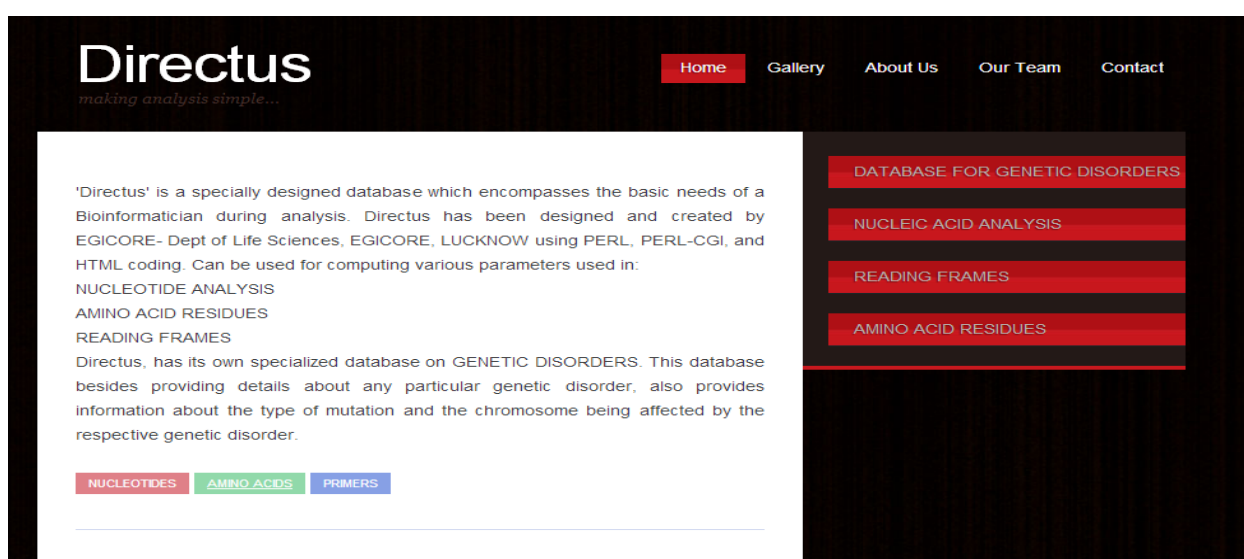 Directus
making analysis simple...
Home Gallery About Us Our Team Contact
'Directus' is a specially designed database which encompasses the basic needs of a
Bioinformatician during analysis. Directus has been designed and created by
EGICORE- Dept of Life Sciences, EGICORE, LUCKNOW using PERL, PERL-CGI, and
HTML coding. Can be used for computing various parameters used in:
NUCLEOTIDE ANALYSIS
AMINO ACID RESIDUES
READING FRAMES
Directus, has its own specialized database on GENETIC DISORDERS. This database
besides providing details about any particular genetic disorder, also provides
information about the type of mutation and the chromosome being affected by the
respective genetic disorder.
NUCLEOTIDES AMINO ACIDS PRIMERS
DATABASE FOR GENETIC DISORDERS
NUCLEIC ACID ANALYSIS
READING FRAMES
AMINO ACID RESIDUES